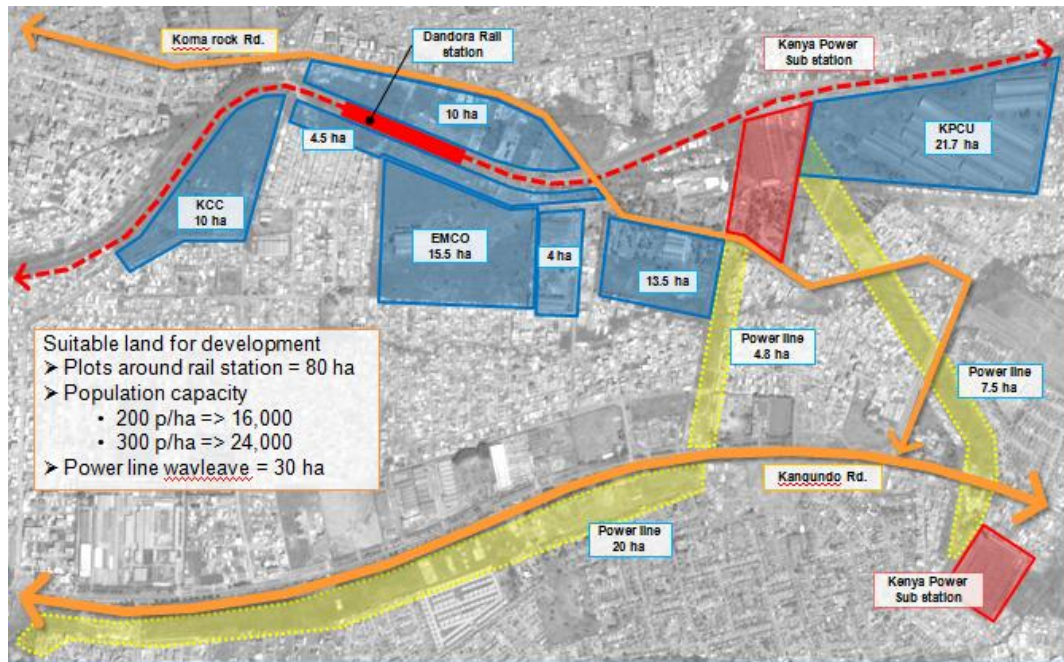 Koma rock Rd.
Dandora Rail
station
Kenya Power
Sub station
10 ha
4.5 ha
KPCU
21.7 ha
KCC
10 ha
EMCO
15.5 ha
4 ha
13.5 ha
Suitable land for development
➤ Plots around rail station = 80 ha
➤ Population capacity
• 200 p/ha => 16,000
• 300 p/ha => 24,000
➤ Power line wayleave = 30 ha
Power line
4.8 ha
Power line
7.5 ha
Kangundo Rd.
Power line
20 ha
Kenya Power
Sub station